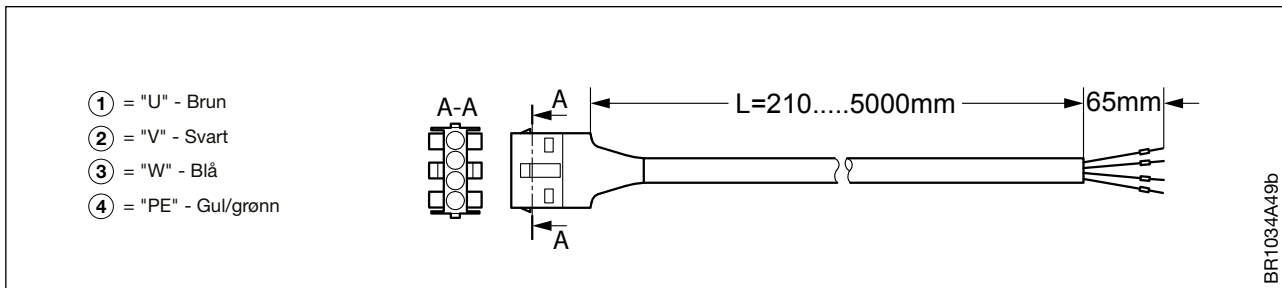 ① = "U" - Brun
② = "V" - Svart
③ = "W" - Blå
④ = "PE" - Gul/grønn
A-A
A
A
L=210.....5000mm
65mm
BR1034A49b